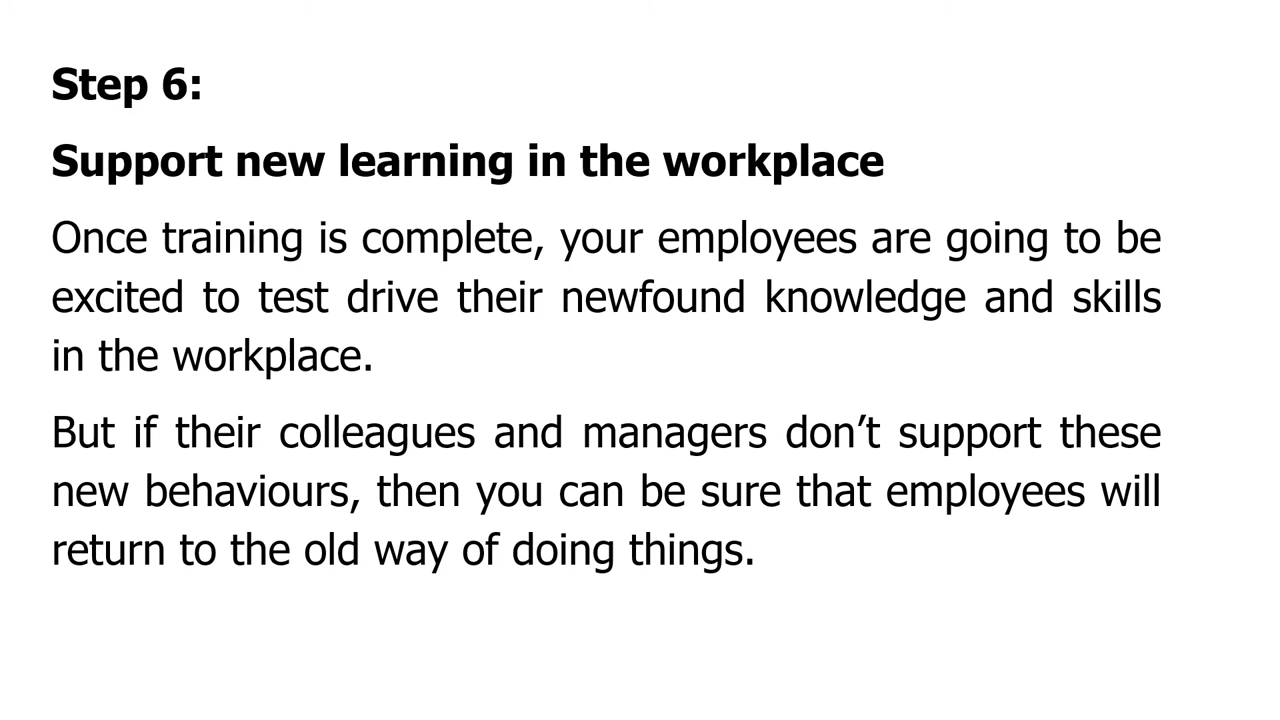 Step 6:
Support new learning in the workplace
Once training is complete, your employees are going to be
excited to test drive their newfound knowledge and skills
in the workplace.
But if their colleagues and managers don’t support these
new behaviours, then you can be sure that employees will
return to the old way of doing things.